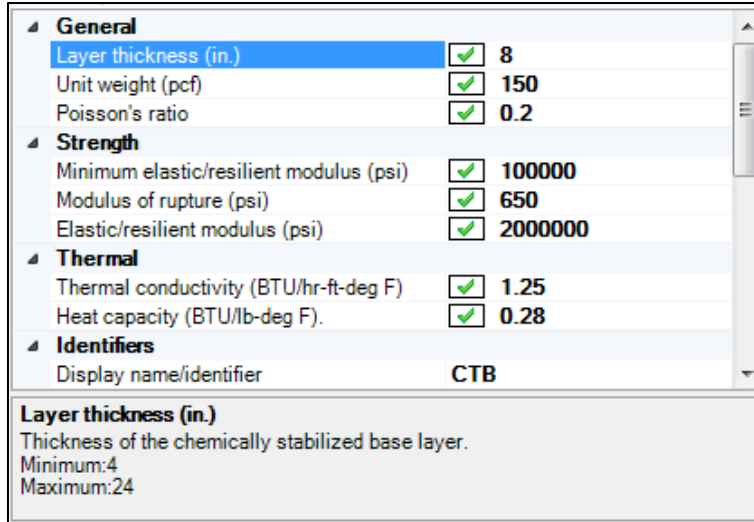 General
Layer thickness (in.) 8
Unit weight (pcf) 150
Poisson's ratio 0.2
Strength
Minimum elastic/resilient modulus (psi) 100000
Modulus of rupture (psi) 650
Elastic/resilient modulus (psi) 2000000
Thermal
Thermal conductivity (BTU/hr-ft-deg F) 1.25
Heat capacity (BTU/lb-deg F). 0.28
Identifiers
Display name/identifier CTB
Layer thickness (in.)
Thickness of the chemically stabilized base layer.
Minimum:4
Maximum:24